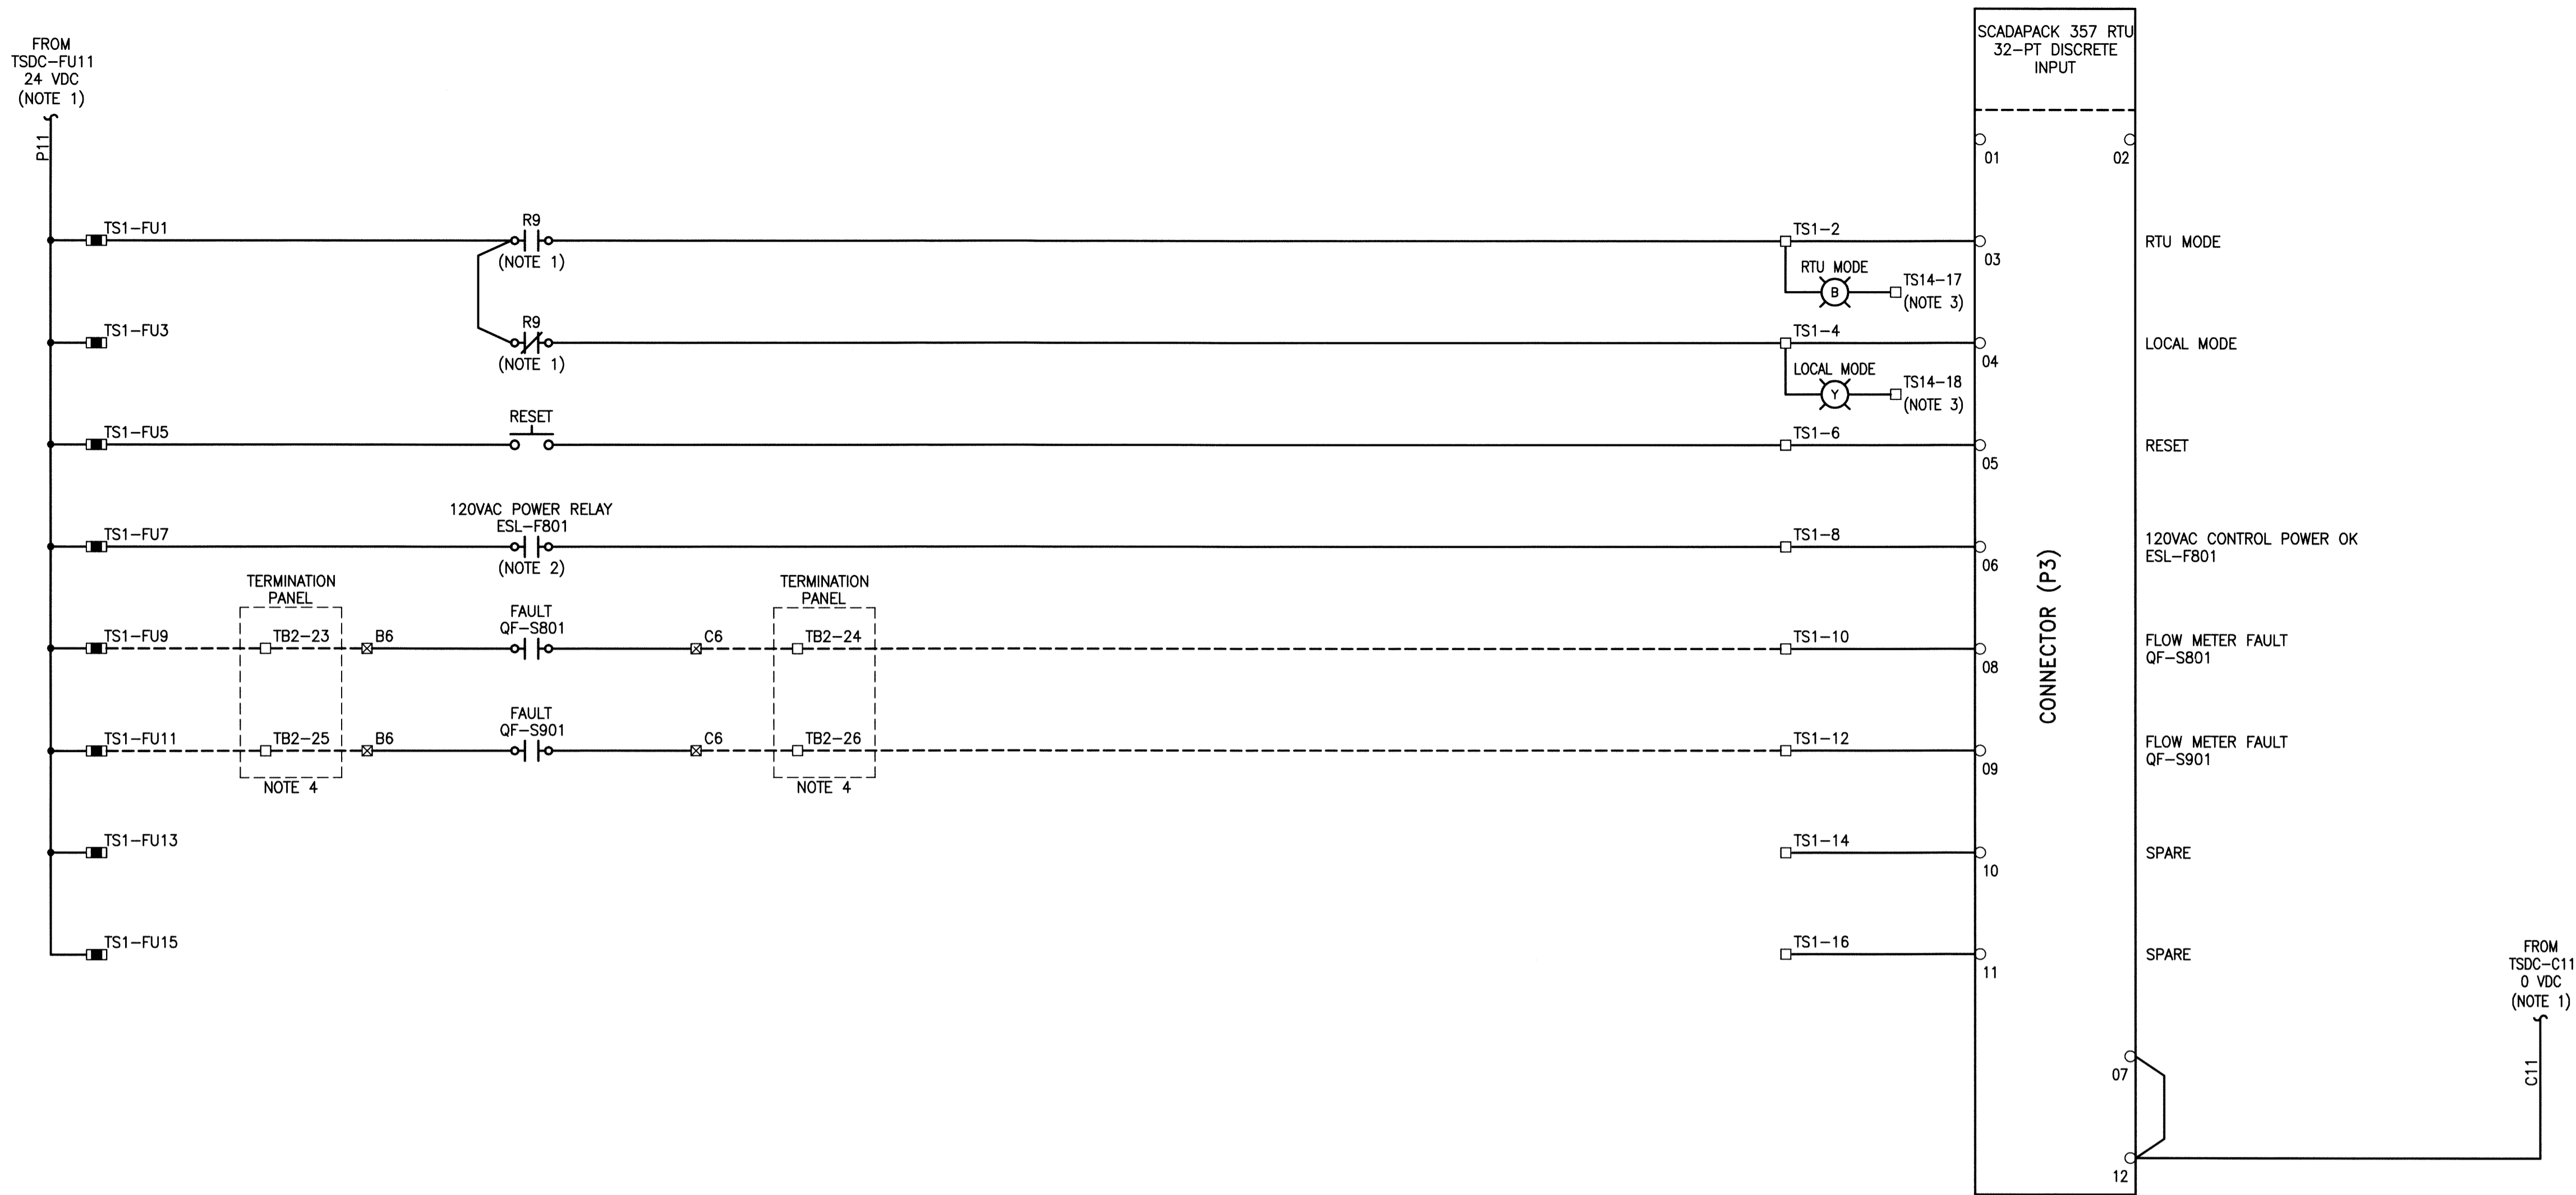 FROM
TSDC-FU11
24 VDC
(NOTE 1)
P11
SCADAPACK 357 RTU
32-PT DISCRETE
INPUT
01
02
TS1-FU1
R9
(NOTE 1)
TS1-2
03
RTU MODE
RTU MODE
B
TS14-17
(NOTE 3)
TS1-FU3
R9
(NOTE 1)
TS1-4
04
LOCAL MODE
LOCAL MODE
Y
TS14-18
(NOTE 3)
TS1-FU5
RESET
TS1-6
05
RESET
TS1-FU7
120VAC POWER RELAY
ESL-F801
(NOTE 2)
TS1-8
06
120VAC CONTROL POWER OK
ESL-F801
CONNECTOR (P3)
TERMINATION
PANEL
TERMINATION
PANEL
TS1-FU9
TB2-23
B6
FAULT
QF-S801
C6
TB2-24
TS1-10
08
FLOW METER FAULT
QF-S801
TS1-FU11
TB2-25
B6
FAULT
QF-S901
C6
TB2-26
TS1-12
09
FLOW METER FAULT
QF-S901
NOTE 4
NOTE 4
TS1-FU13
TS1-14
10
SPARE
TS1-FU15
TS1-16
11
SPARE
FROM
TSDC-C11
0 VDC
(NOTE 1)
C11
07
12